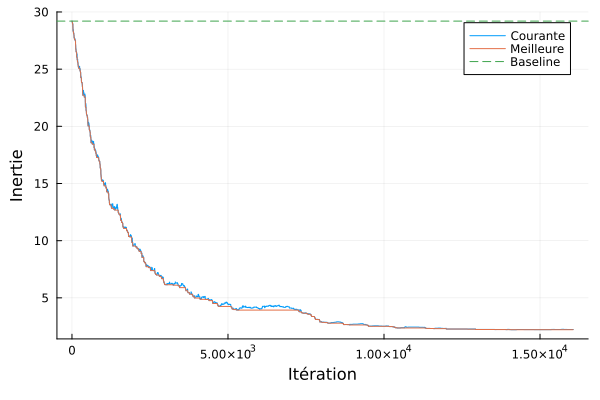 30
25
20
15
10
5
Inertie
Courante
Meilleure
Baseline
0 5.00×10³ 1.00×10⁴ 1.50×10⁴
Itération